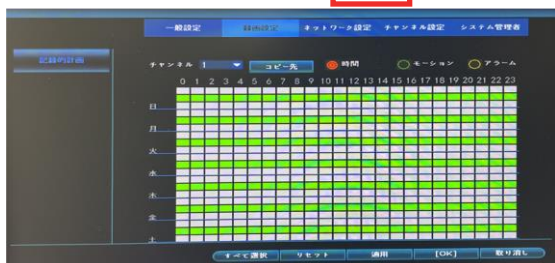 一般設定 録画設定 ネットワーク設定 チャンネル設定 システム管理者
記録的計画
チャンネル 1 コピー先 時間 モーション アラーム
0 1 2 3 4 5 6 7 8 9 10 11 12 13 14 15 16 17 18 19 20 21 22 23
日
月
火
水
木
金
土
すべて選択 リセット 適用 [OK] 取り消し